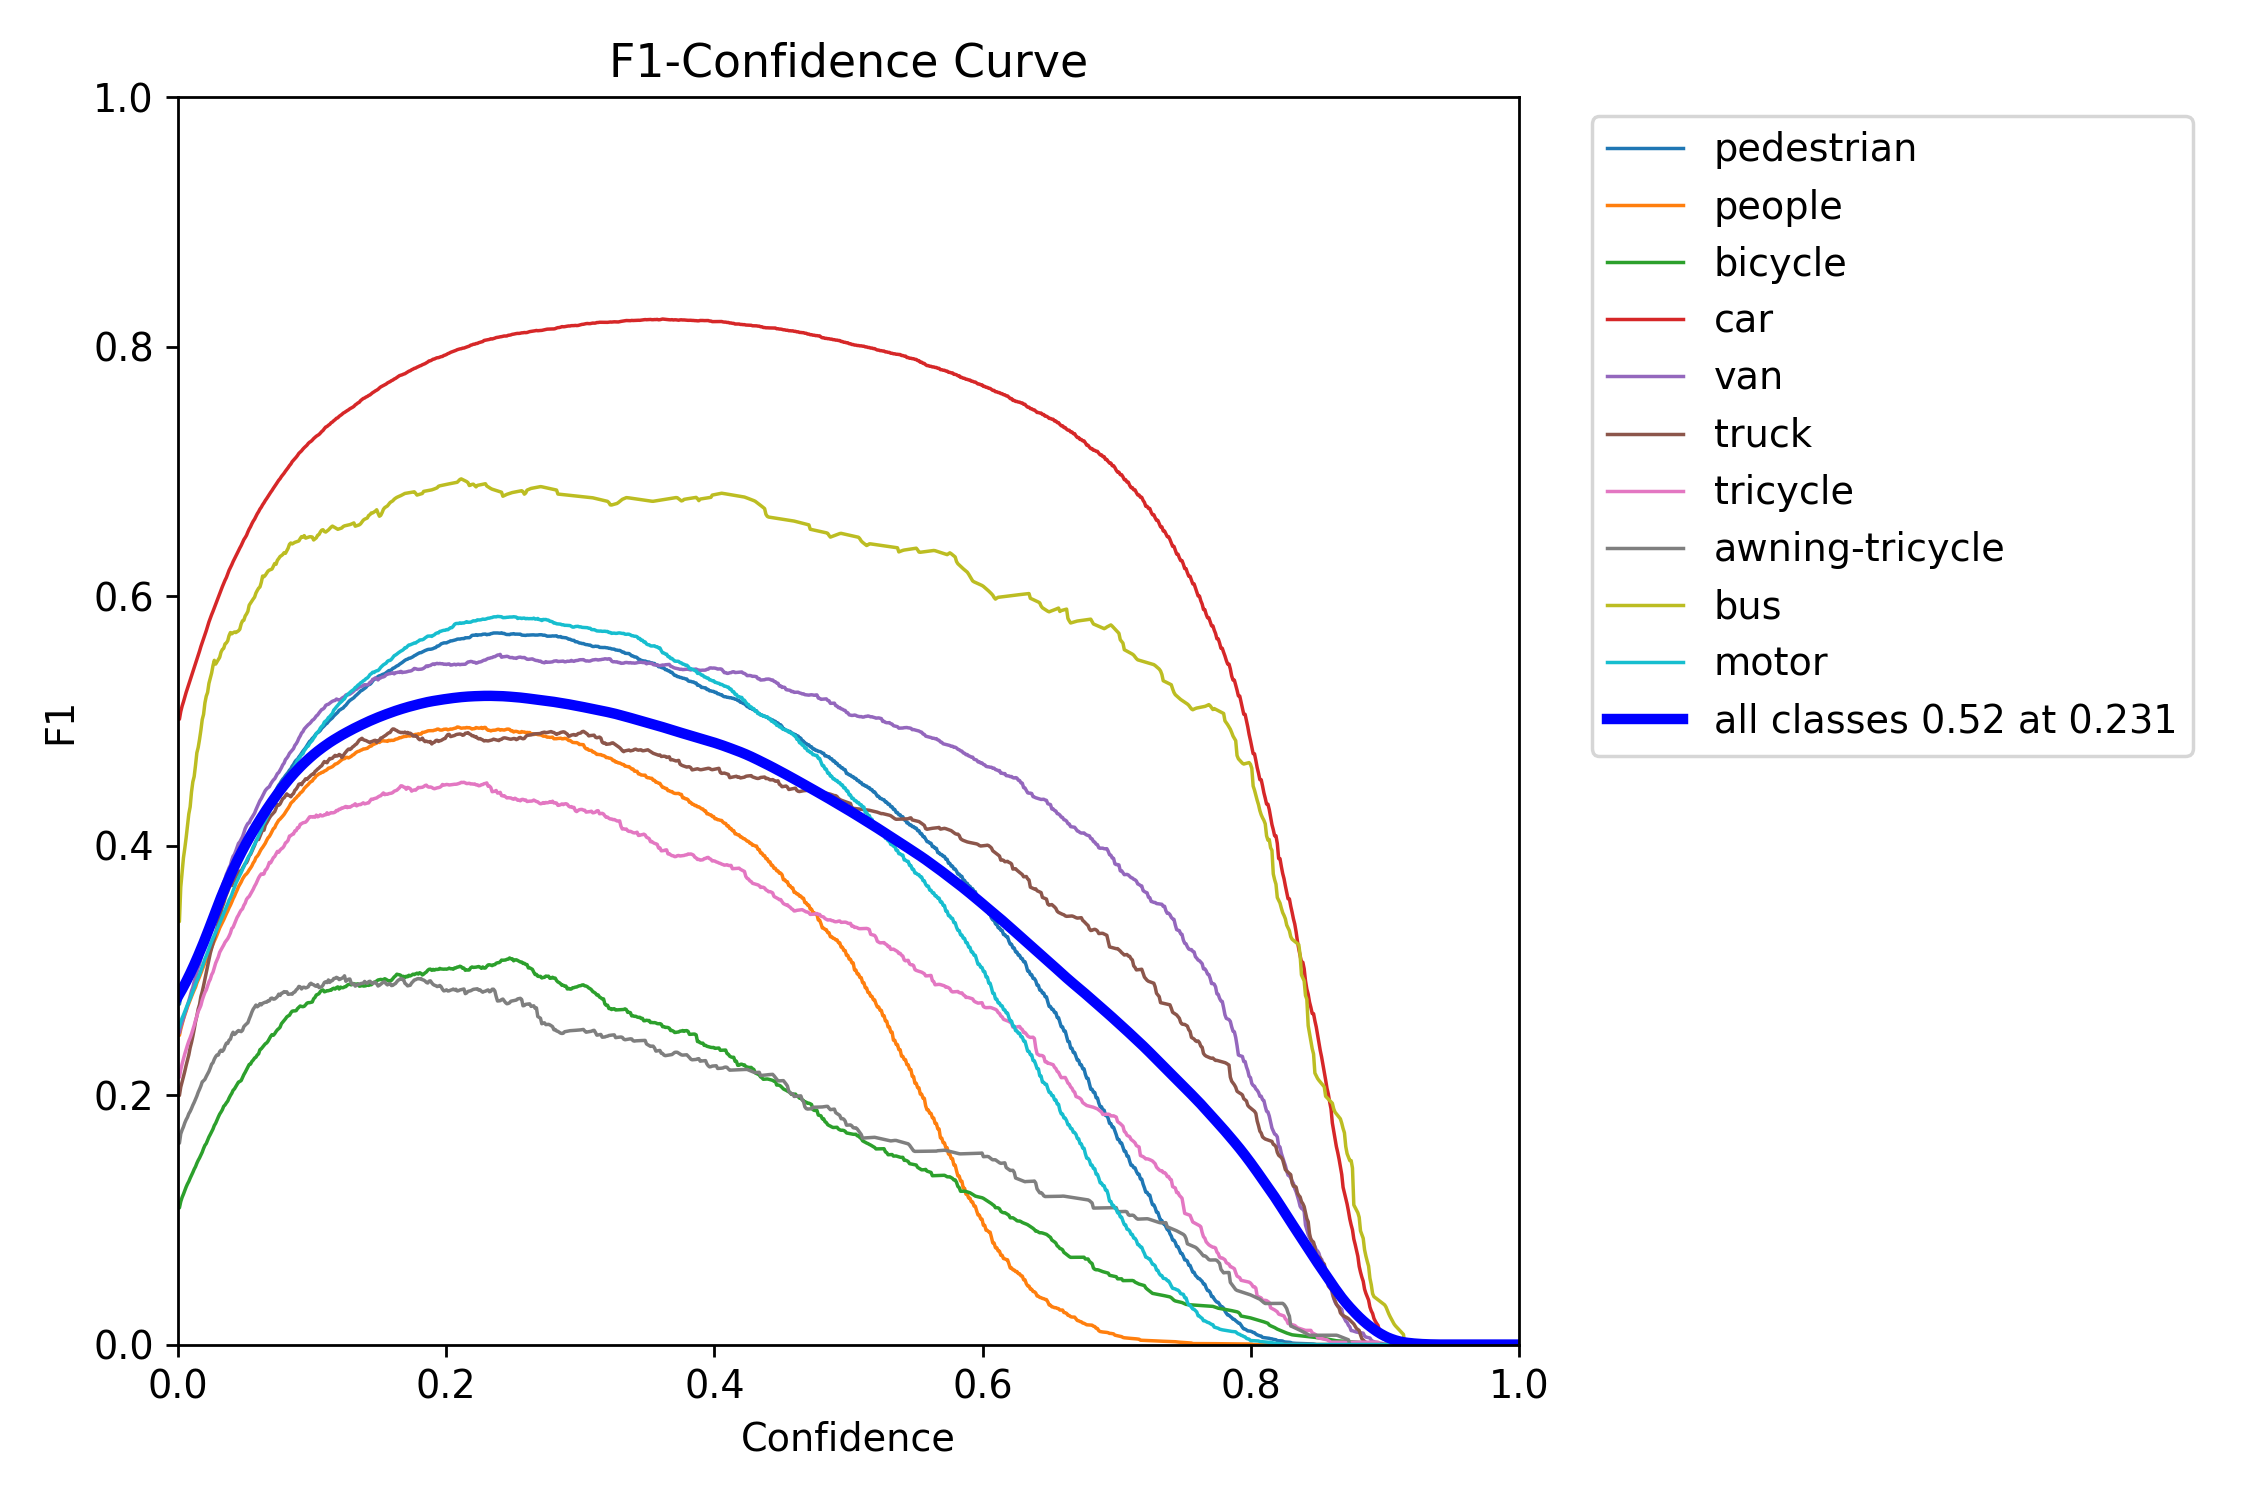 F1-Confidence Curve
1.0
0.8
0.6
0.4
0.2
0.0
F1
0.0 0.2 0.4 0.6 0.8 1.0
Confidence
pedestrian
people
bicycle
car
van
truck
tricycle
awning-tricycle
bus
motor
all classes 0.52 at 0.231